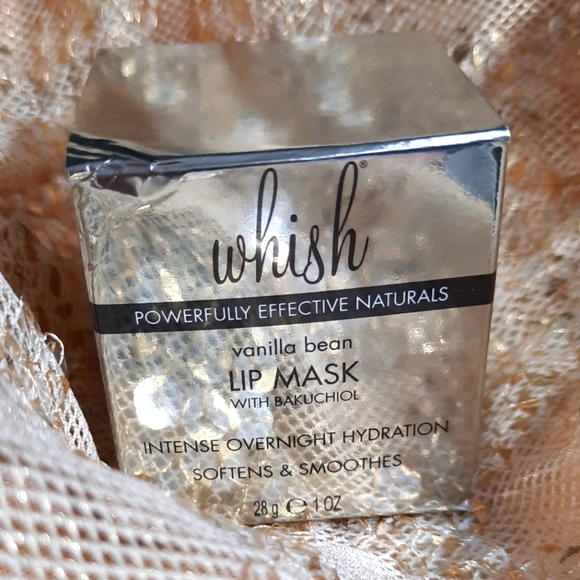 whish®
POWERFULLY EFFECTIVE NATURALS
vanilla bean
LIP MASK
WITH BAKUCHIOL
INTENSE OVERNIGHT HYDRATION
SOFTENS & SMOOTHES
28 g ℮ 1 OZ